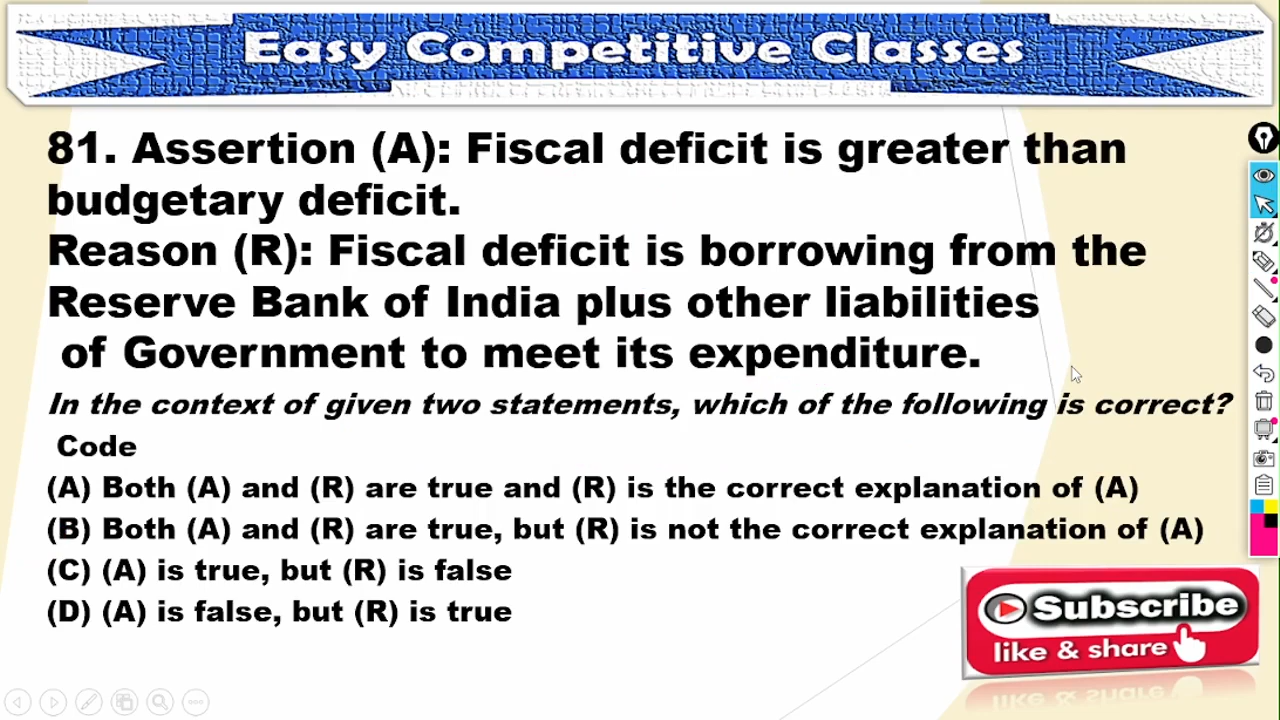 Easy Competitive Classes
81. Assertion (A): Fiscal deficit is greater than
budgetary deficit.
Reason (R): Fiscal deficit is borrowing from the
Reserve Bank of India plus other liabilities
of Government to meet its expenditure.
In the context of given two statements, which of the following is correct?
Code
(A) Both (A) and (R) are true and (R) is the correct explanation of (A)
(B) Both (A) and (R) are true, but (R) is not the correct explanation of (A)
(C) (A) is true, but (R) is false
(D) (A) is false, but (R) is true
Subscribe
like & share